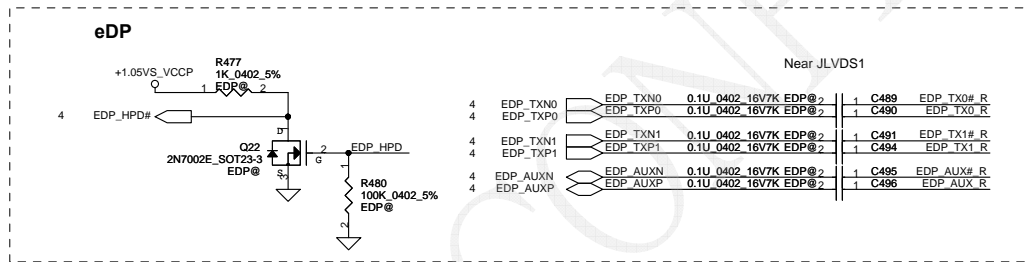 eDP
+1.05VS_VCCP
R477
1K_0402_5%
EDP@
1 2
4 EDP_HPD#
D
Q22
2N7002E_SOT23-3
EDP@
2
G
EDP_HPD
S
3
1
R480
100K_0402_5%
EDP@
2
Near JLVDS1
4 EDP_TXN0 EDP_TXN0 0.1U_0402_16V7K EDP@ 2 1 C489 EDP_TX0#_R
4 EDP_TXP0 EDP_TXP0 0.1U_0402_16V7K EDP@ 2 1 C490 EDP_TX0_R
4 EDP_TXN1 EDP_TXN1 0.1U_0402_16V7K EDP@ 2 1 C491 EDP_TX1#_R
4 EDP_TXP1 EDP_TXP1 0.1U_0402_16V7K EDP@ 2 1 C494 EDP_TX1_R
4 EDP_AUXN EDP_AUXN 0.1U_0402_16V7K EDP@ 2 1 C495 EDP_AUX#_R
4 EDP_AUXP EDP_AUXP 0.1U_0402_16V7K EDP@ 2 1 C496 EDP_AUX_R